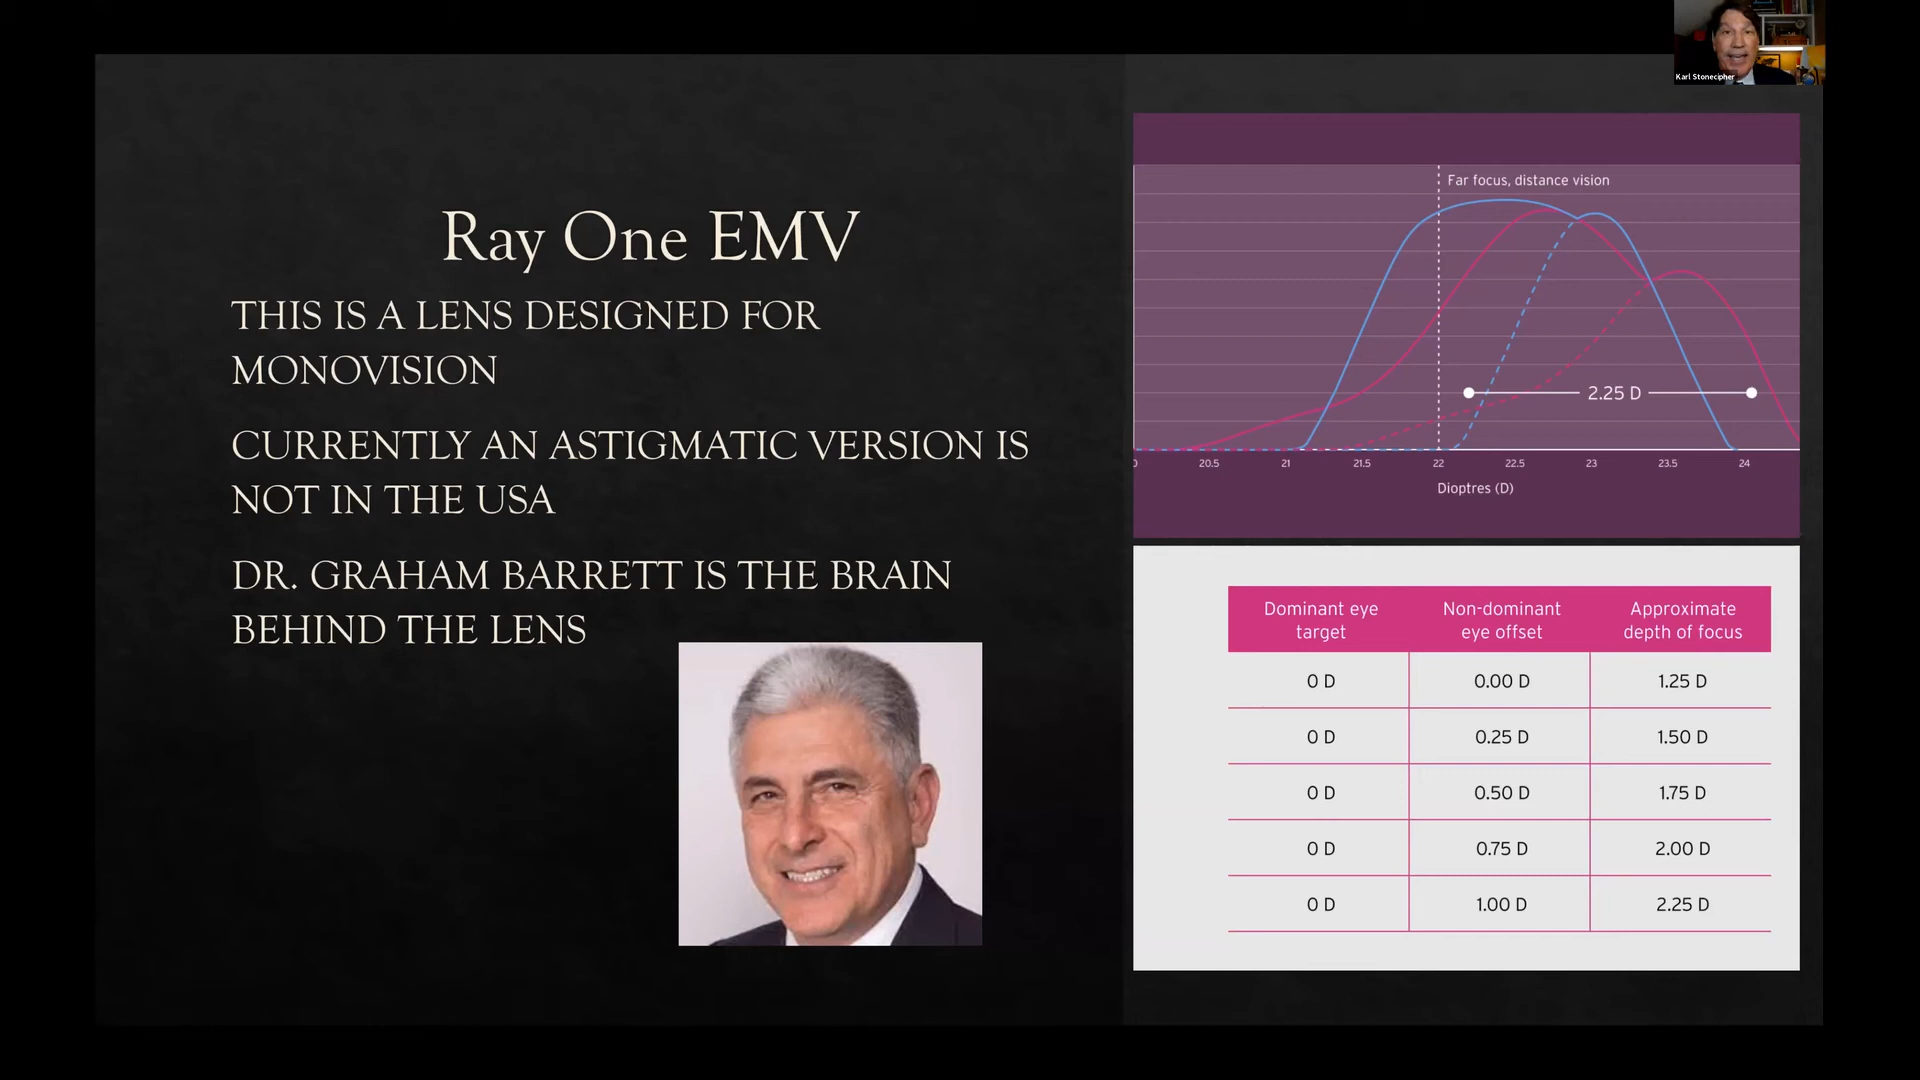 Karl Stonecipher
Ray One EMV
THIS IS A LENS DESIGNED FOR
MONOVISION
CURRENTLY AN ASTIGMATIC VERSION IS
NOT IN THE USA
DR. GRAHAM BARRETT IS THE BRAIN
BEHIND THE LENS
Far focus, distance vision
2.25 D
0 20.5 21 21.5 22 22.5 23 23.5 24
Dioptres (D)
Dominant eye target Non-dominant eye offset Approximate depth of focus
0 D 0.00 D 1.25 D
0 D 0.25 D 1.50 D
0 D 0.50 D 1.75 D
0 D 0.75 D 2.00 D
0 D 1.00 D 2.25 D